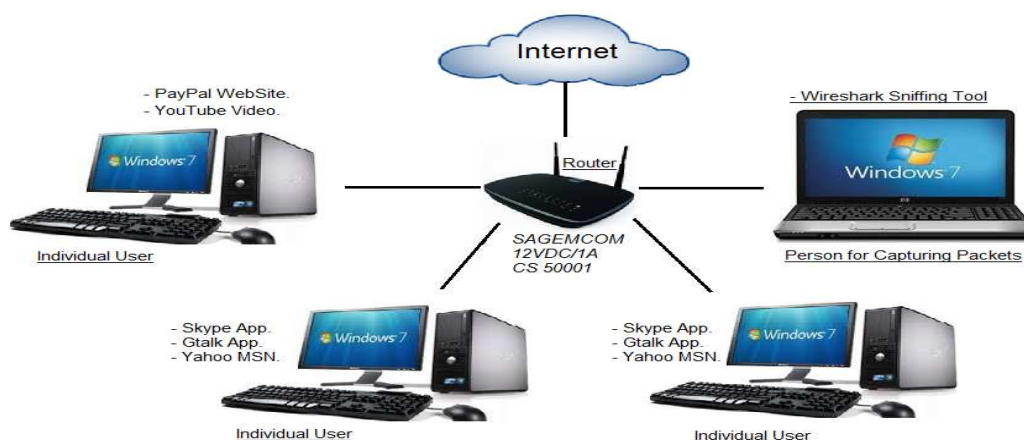 Internet
- PayPal WebSite.
- YouTube Video.
Windows 7
Individual User
Router
SAGEMCOM
12VDC/1A
CS 50001
- Wireshark Sniffing Tool
Windows 7
Person for Capturing Packets
- Skype App.
- Gtalk App.
- Yahoo MSN.
Windows 7
Individual User
- Skype App.
- Gtalk App.
- Yahoo MSN.
Windows 7
Individual User